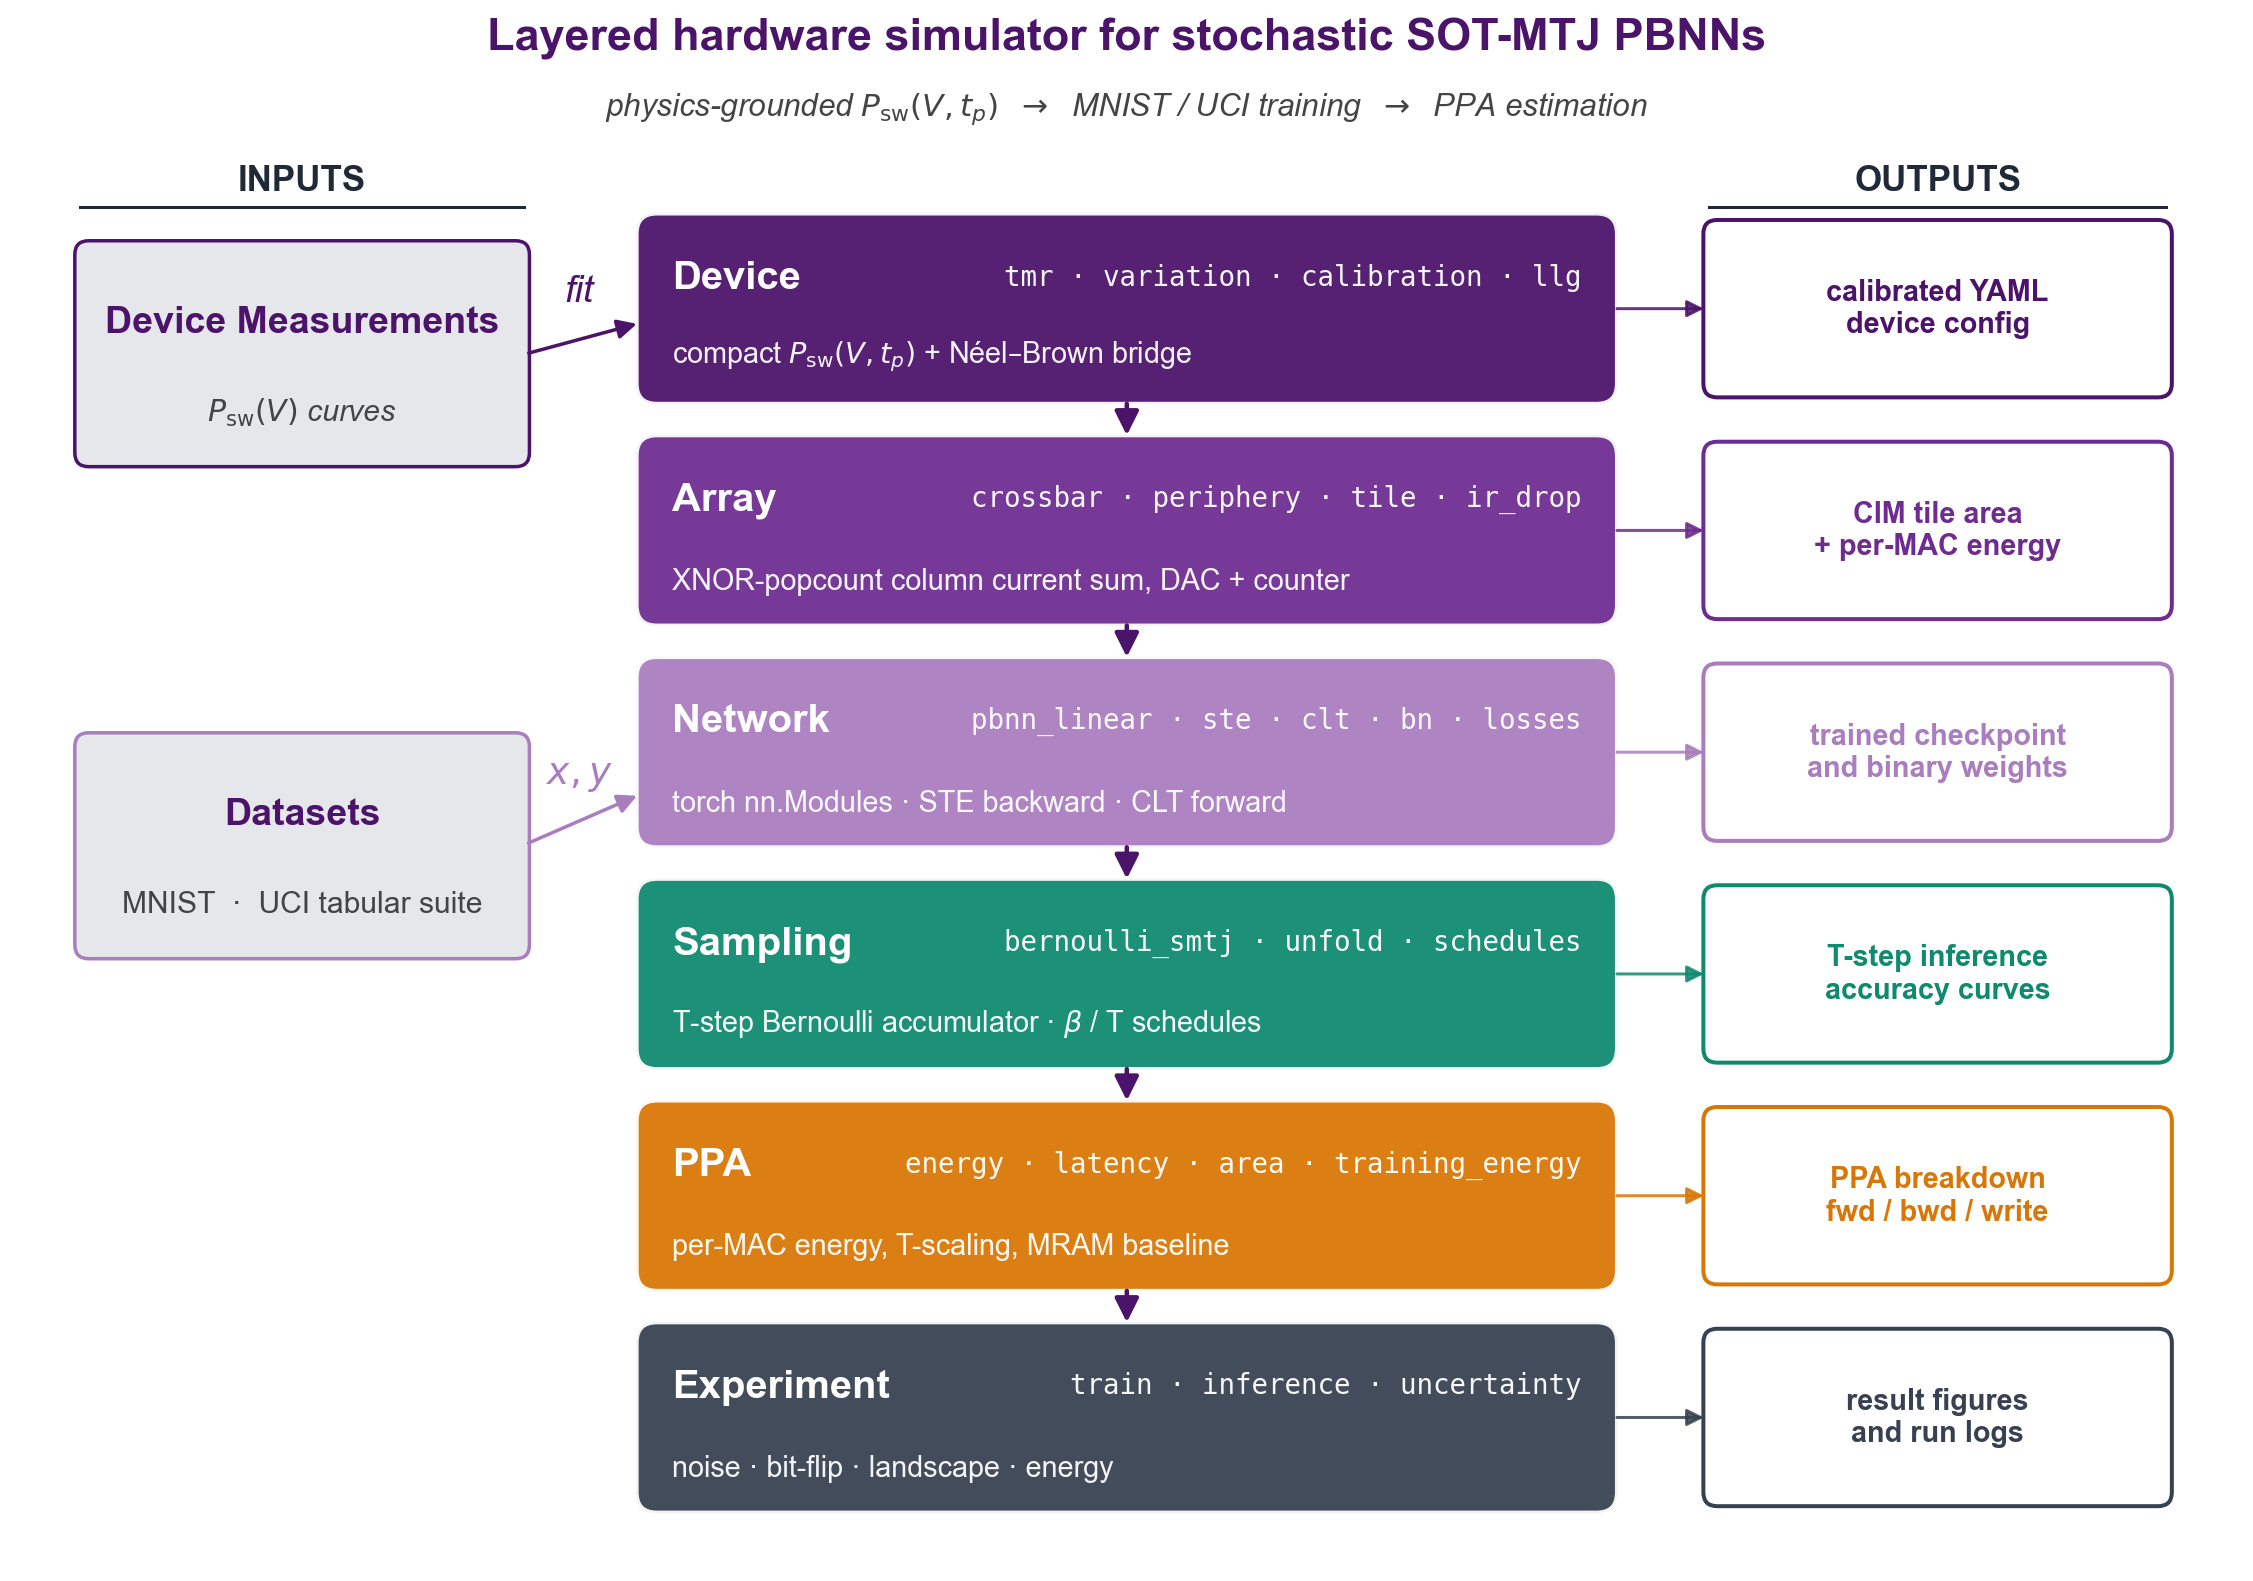 Layered hardware simulator for stochastic SOT-MTJ PBNNs
physics-grounded P_sw(V, t_p) → MNIST / UCI training → PPA estimation
INPUTS
OUTPUTS
Device Measurements
P_sw(V) curves
fit
Device
tmr · variation · calibration · llg
compact P_sw(V, t_p) + Néel–Brown bridge
calibrated YAML
device config
Array
crossbar · periphery · tile · ir_drop
XNOR-popcount column current sum, DAC + counter
CIM tile area
+ per-MAC energy
Datasets
MNIST · UCI tabular suite
x, y
Network
pbnn_linear · ste · clt · bn · losses
torch nn.Modules · STE backward · CLT forward
trained checkpoint
and binary weights
Sampling
bernoulli_smtj · unfold · schedules
T-step Bernoulli accumulator · β / T schedules
T-step inference
accuracy curves
PPA
energy · latency · area · training_energy
per-MAC energy, T-scaling, MRAM baseline
PPA breakdown
fwd / bwd / write
Experiment
train · inference · uncertainty
noise · bit-flip · landscape · energy
result figures
and run logs